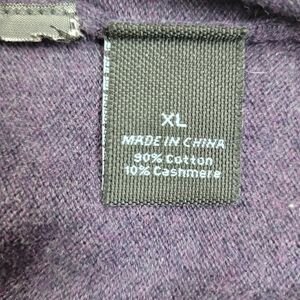 XL
MADE IN CHINA
90% Cotton
10% Cashmere